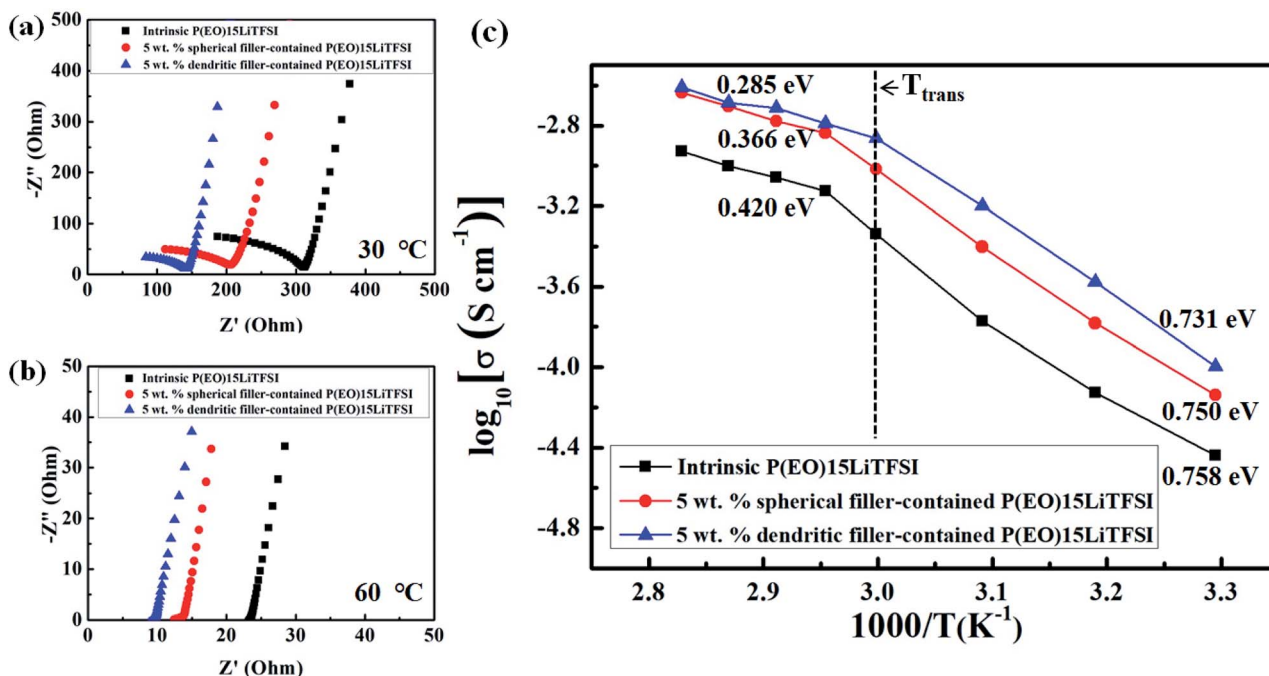 (a)
500
400
300
200
100
0
-Z'' (Ohm)
Intrinsic P(EO)15LiTFSI
5 wt. % spherical filler-contained P(EO)15LiTFSI
5 wt. % dendritic filler-contained P(EO)15LiTFSI
30 °C
0 100 200 300 400 500
Z' (Ohm)
(b)
50
40
30
20
10
0
-Z'' (Ohm)
Intrinsic P(EO)15LiTFSI
5 wt. % spherical filler-contained P(EO)15LiTFSI
5 wt. % dendritic filler-contained P(EO)15LiTFSI
60 °C
0 10 20 30 40 50
Z' (Ohm)
(c)
log10[σ (S cm-1)]
-2.8
-3.2
-3.6
-4.0
-4.4
-4.8
0.285 eV
0.366 eV
0.420 eV
Ttrans
0.731 eV
0.750 eV
0.758 eV
Intrinsic P(EO)15LiTFSI
5 wt. % spherical filler-contained P(EO)15LiTFSI
5 wt. % dendritic filler-contained P(EO)15LiTFSI
2.8 2.9 3.0 3.1 3.2 3.3
1000/T(K-1)